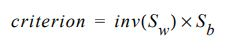 criterion = inv(S_w) × S_b